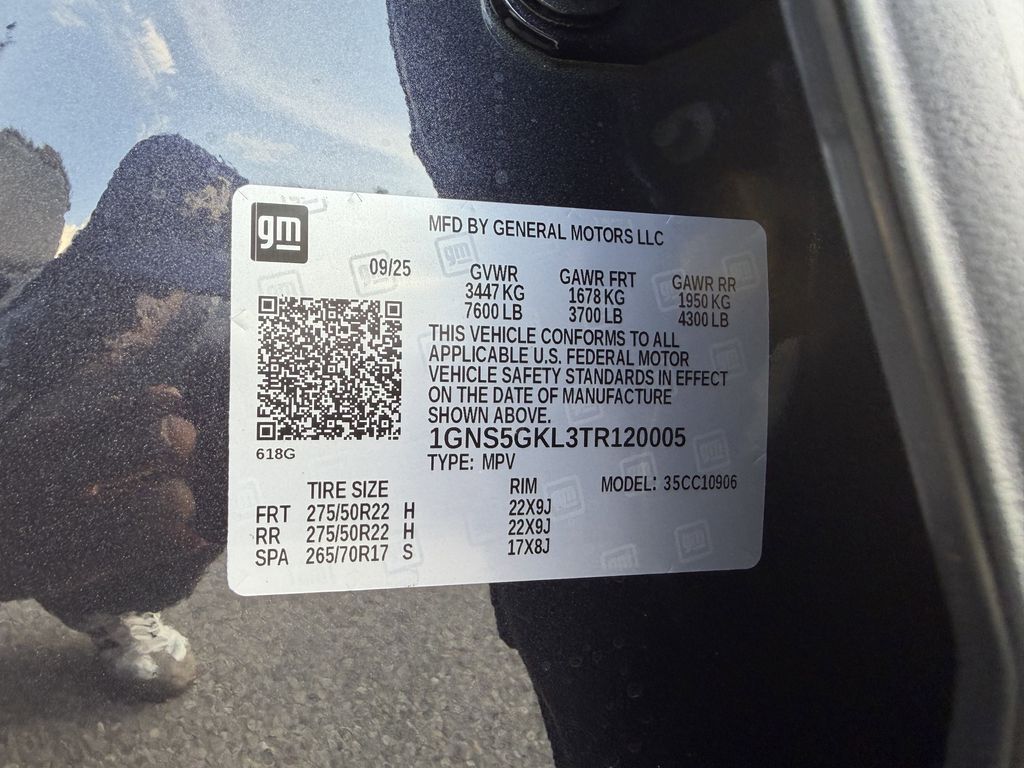 gm
MFD BY GENERAL MOTORS LLC
09/25
GVWR GAWR FRT GAWR RR
3447 KG 1678 KG 1950 KG
7600 LB 3700 LB 4300 LB
THIS VEHICLE CONFORMS TO ALL
APPLICABLE U.S. FEDERAL MOTOR
VEHICLE SAFETY STANDARDS IN EFFECT
ON THE DATE OF MANUFACTURE
SHOWN ABOVE.
1GNS5GKL3TR120005
618G
TYPE: MPV
TIRE SIZE RIM MODEL: 35CC10906
FRT 275/50R22 H 22X9J
RR 275/50R22 H 22X9J
SPA 265/70R17 S 17X8J